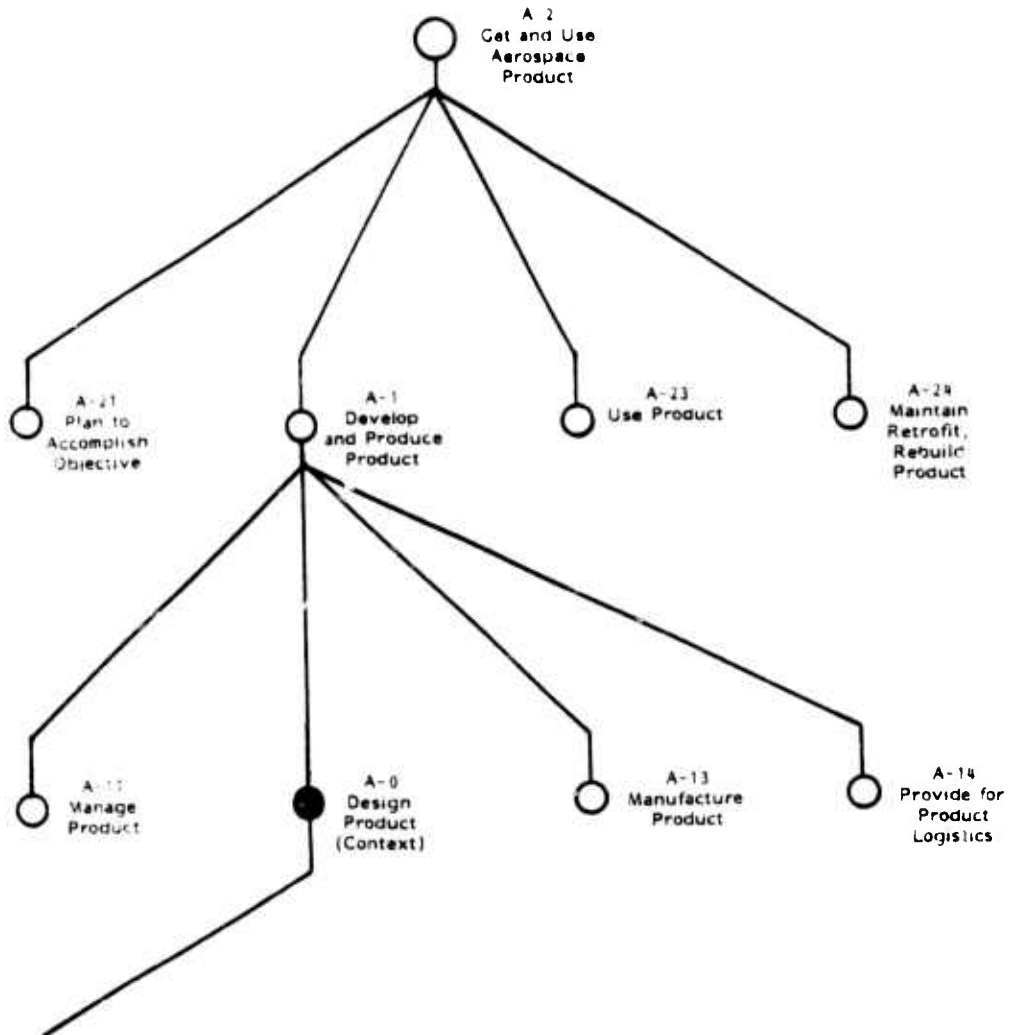 A-2
Get and Use
Aerospace
Product
A-21
Plan to
Accomplish
Objective
A-1
Develop
and Produce
Product
A-23
Use Product
A-24
Maintain
Retrofit,
Rebuild
Product
A-11
Manage
Product
A-0
Design
Product
(Context)
A-13
Manufacture
Product
A-14
Provide for
Product
Logistics